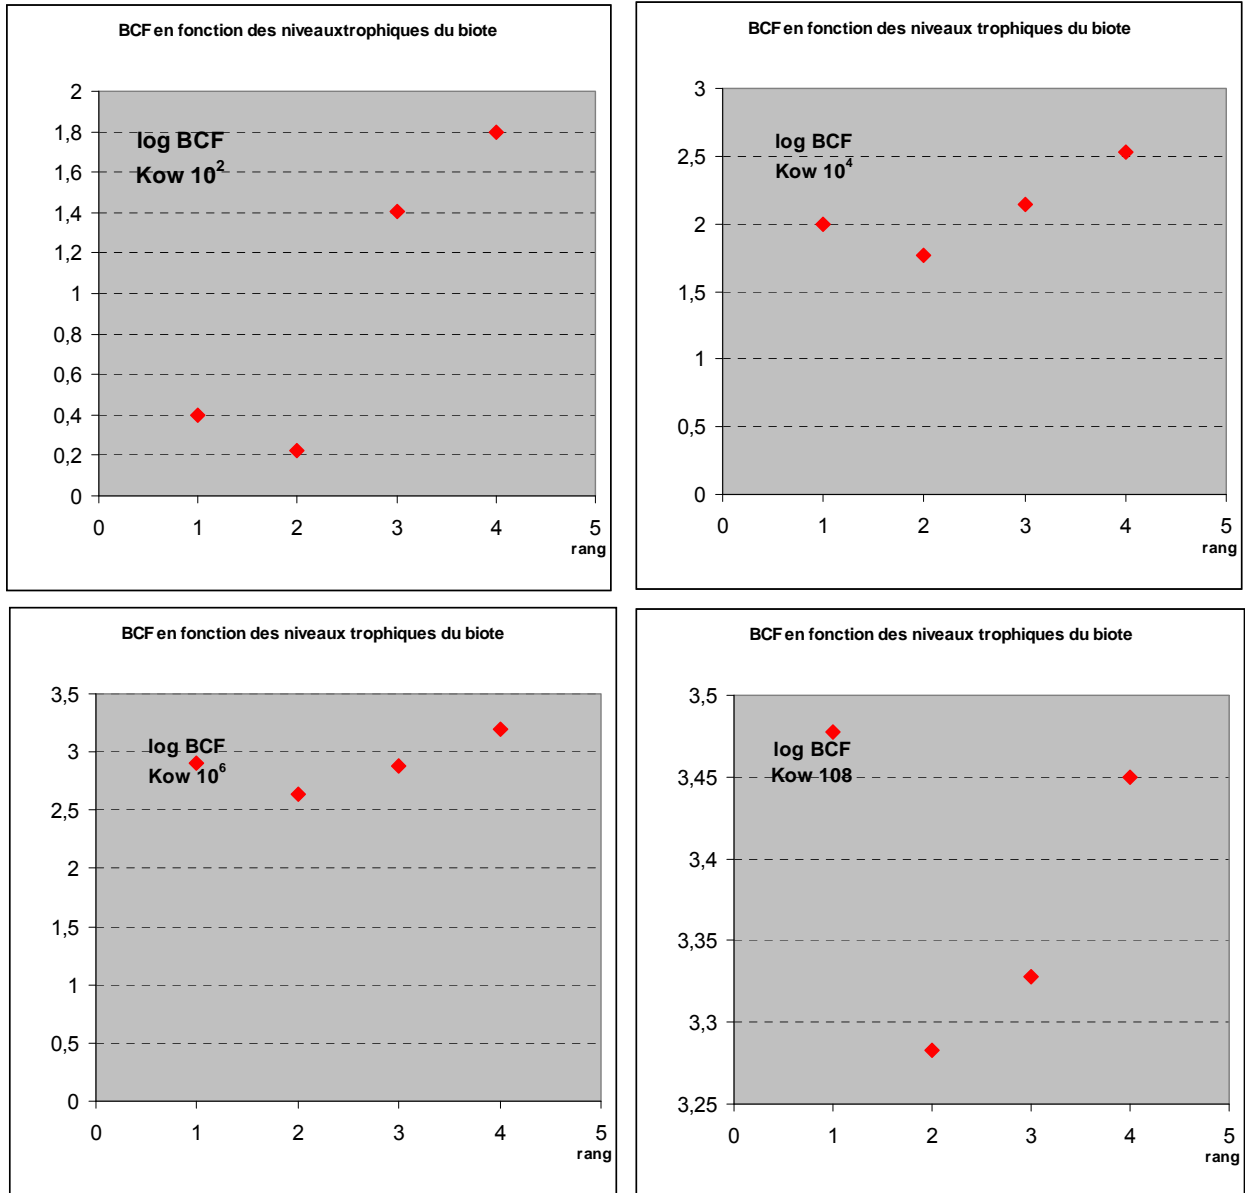 BCF en fonction des niveauxtrophiques du biote
2
1,8
1,6
1,4
1,2
1
0,8
0,6
0,4
0,2
0
log BCF
Kow 10²
0 1 2 3 4 5
rang
BCF en fonction des niveaux trophiques du biote
3
2,5
2
1,5
1
0,5
0
log BCF
Kow 10⁴
0 1 2 3 4 5
rang
BCF en fonction des niveaux trophiques du biote
3,5
3
2,5
2
1,5
1
0,5
0
log BCF
Kow 10⁶
0 1 2 3 4 5
rang
BCF en fonction des niveaux trophiques du biote
3,5
3,45
3,4
3,35
3,3
3,25
log BCF
Kow 108
0 1 2 3 4 5
rang